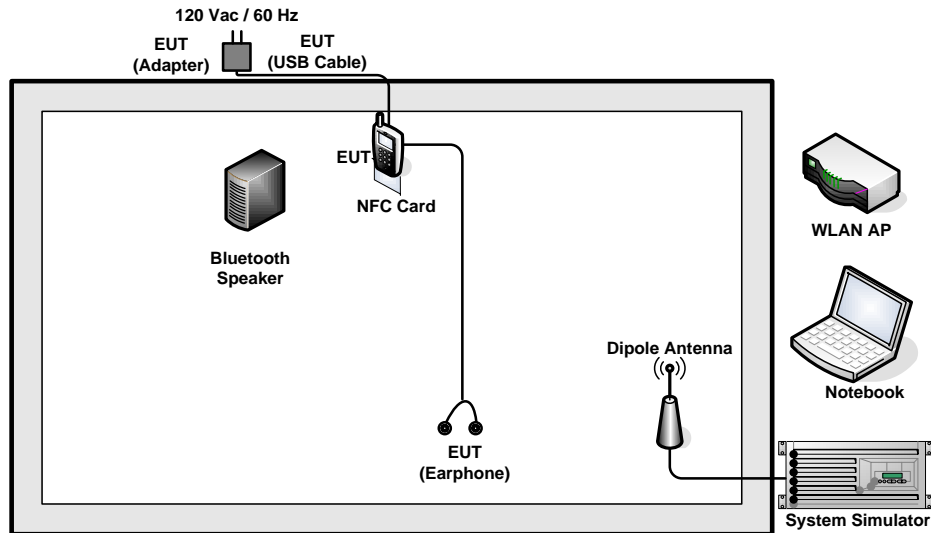 120 Vac / 60 Hz
EUT
(Adapter)
EUT
(USB Cable)
EUT
NFC Card
Bluetooth
Speaker
WLAN AP
Dipole Antenna
Notebook
EUT
(Earphone)
System Simulator